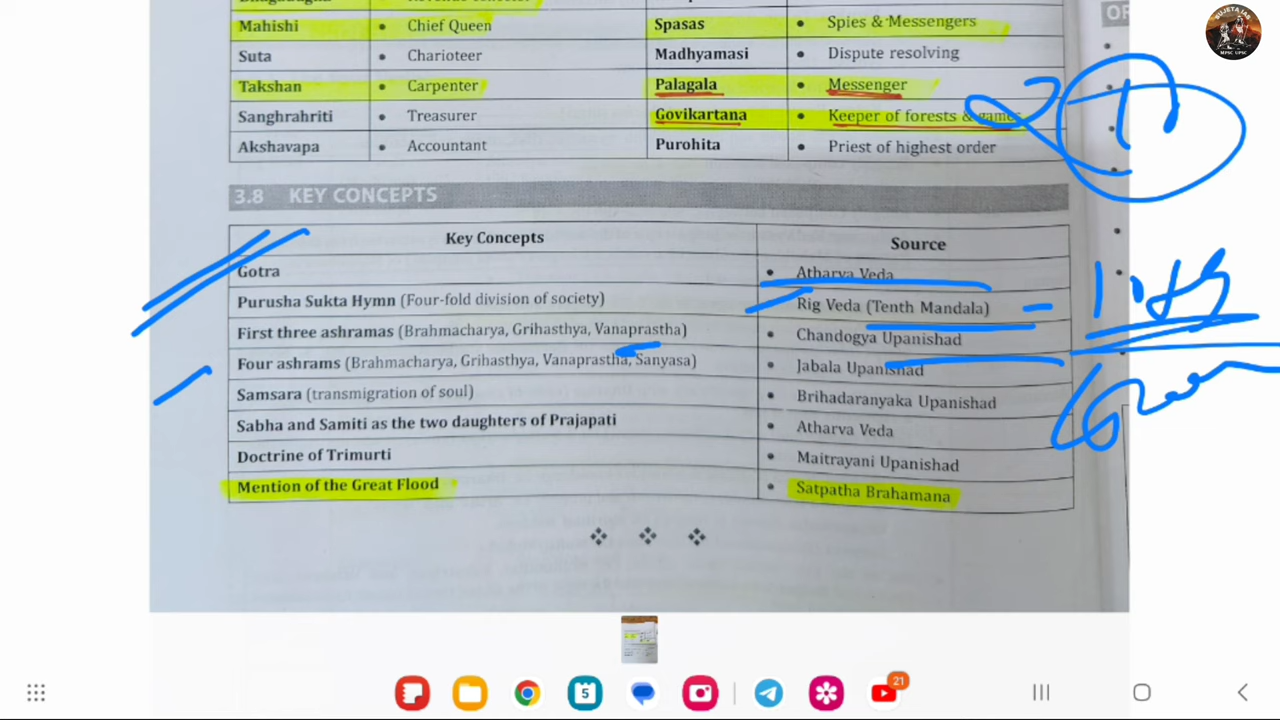 Mahishi • Chief Queen Spasas • Spies & Messengers
Suta • Charioteer Madhyamasi • Dispute resolving
Takshan • Carpenter Palagala • Messenger
Sanghrahriti • Treasurer Govikartana • Keeper of forests & games
Akshavapa • Accountant Purohita • Priest of highest order
3.8 KEY CONCEPTS
Key Concepts Source
Gotra • Atharva Veda
Purusha Sukta Hymn (Four-fold division of society) • Rig Veda (Tenth Mandala)
First three ashramas (Brahmacharya, Grihasthya, Vanaprastha) • Chandogya Upanishad
Four ashrams (Brahmacharya, Grihasthya, Vanaprastha, Sanyasa) • Jabala Upanishad
Samsara (transmigration of soul) • Brihadaranyaka Upanishad
Sabha and Samiti as the two daughters of Prajapati • Atharva Veda
Doctrine of Trimurti • Maitrayani Upanishad
Mention of the Great Flood • Satpatha Brahamana
5
21